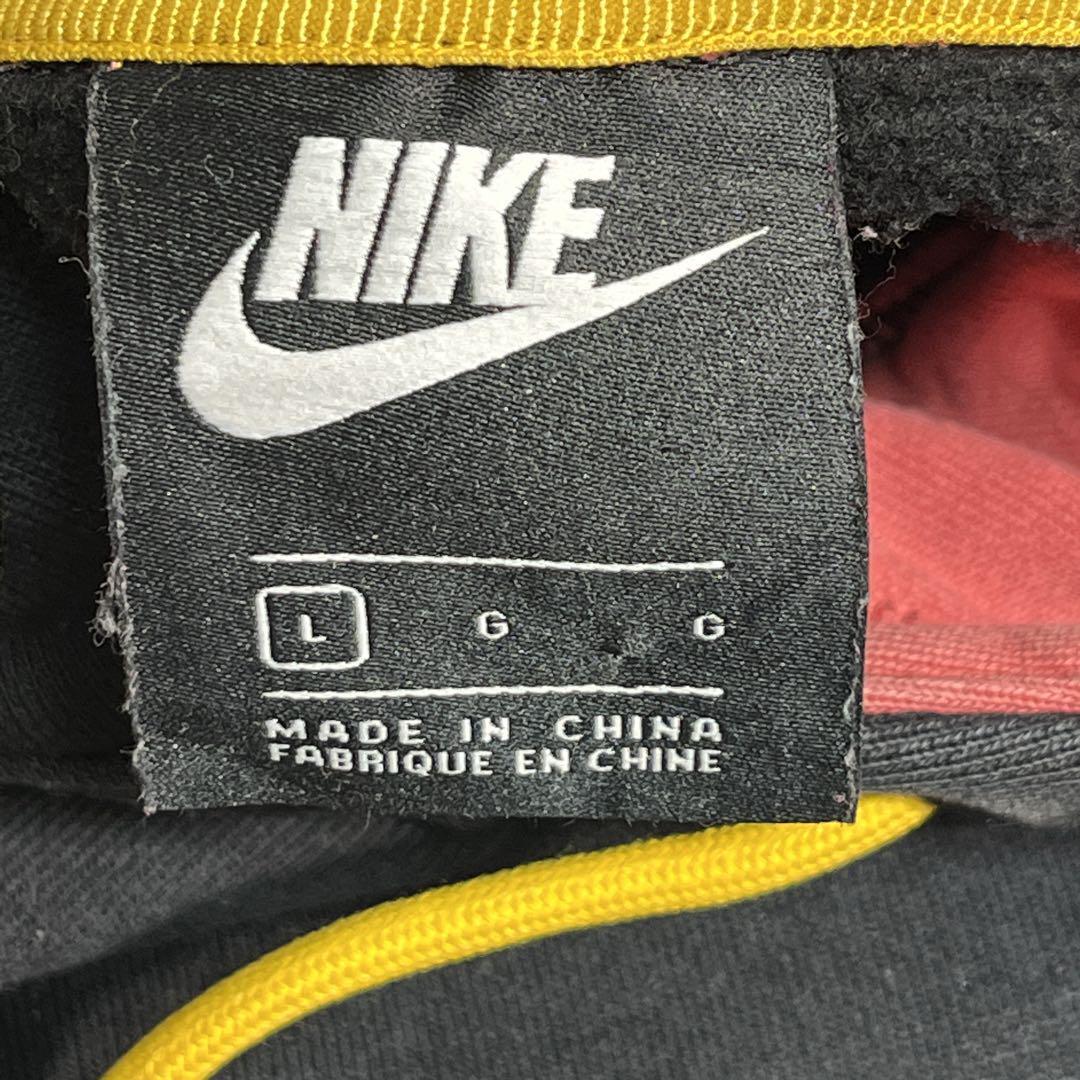 NIKE
L G G
MADE IN CHINA
FABRIQUE EN CHINE